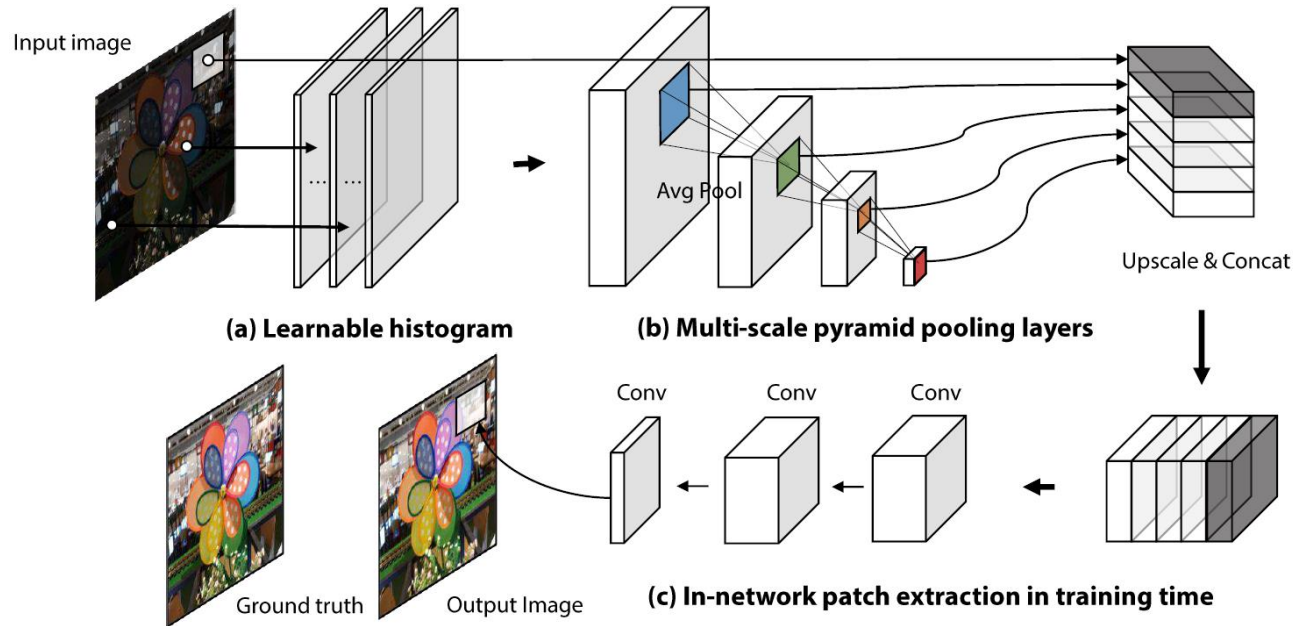 Input image
... ...
Avg Pool
Upscale & Concat
(a) Learnable histogram
(b) Multi-scale pyramid pooling layers
Conv
Conv
Conv
Ground truth
Output Image
(c) In-network patch extraction in training time